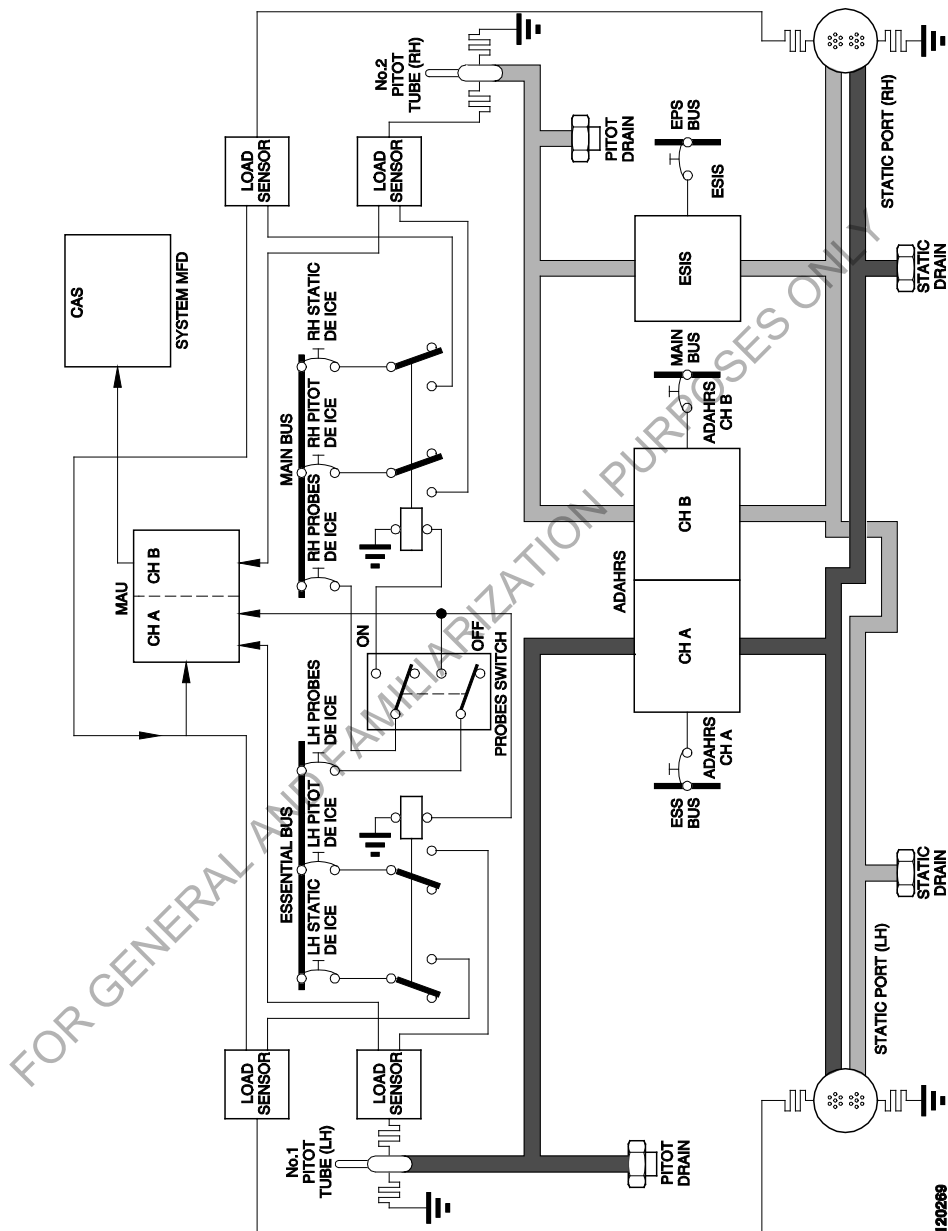 CAS
SYSTEM MFD
MAU
CH A
CH B
LOAD
SENSOR
LOAD
SENSOR
ESSENTIAL BUS
MAIN BUS
LH STATIC
DE ICE
LH PITOT
DE ICE
LH PROBES
DE ICE
RH PROBES
DE ICE
RH PITOT
DE ICE
RH STATIC
DE ICE
No.1
PITOT
TUBE (LH)
LOAD
SENSOR
LOAD
SENSOR
No.2
PITOT
TUBE (RH)
ON
OFF
PROBES SWITCH
PITOT
DRAIN
PITOT
DRAIN
ESS
BUS
ADAHRS
CH A
ADAHRS
CH A
CH B
ADAHRS
CH B
MAIN
BUS
ESIS
ESIS
EPS
BUS
STATIC PORT (LH)
STATIC PORT (RH)
STATIC
DRAIN
STATIC
DRAIN
FOR GENERAL AND FAMILIARIZATION PURPOSES ONLY